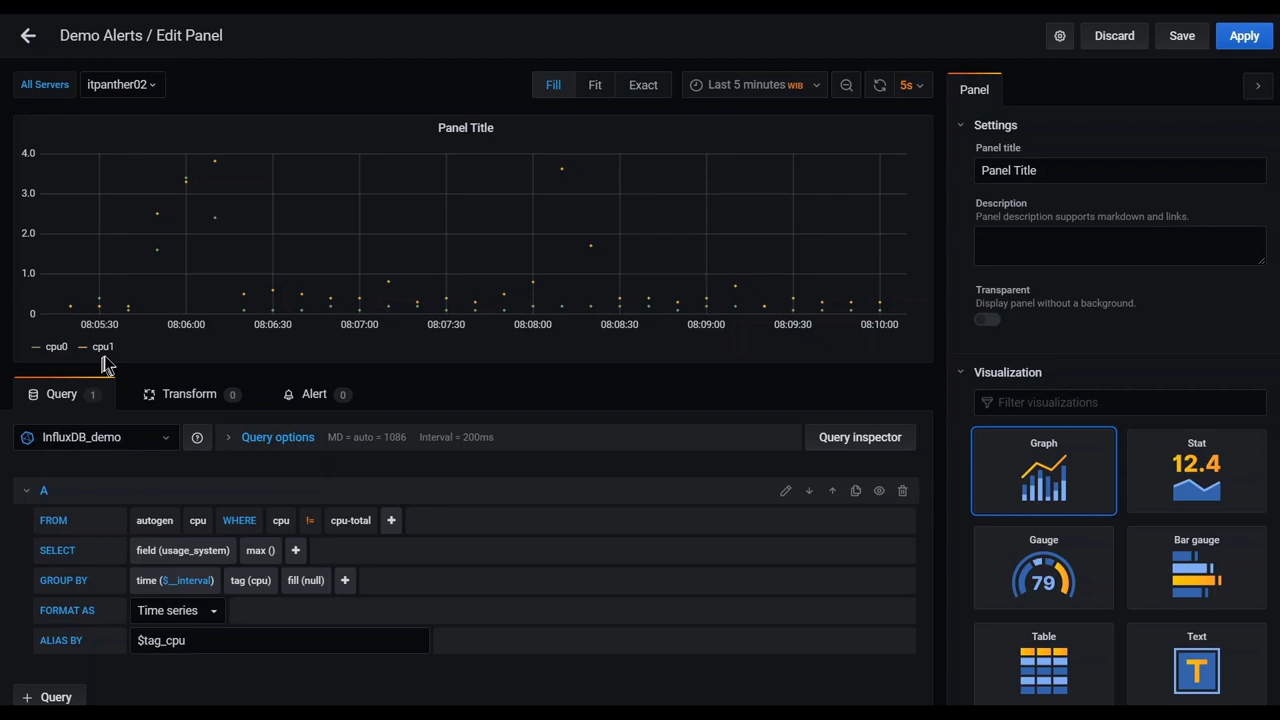 Demo Alerts / Edit Panel
Discard
Save
Apply
All Servers
itpanther02
Fill
Fit
Exact
Last 5 minutes WIB
5s
Panel Title
4.0
3.0
2.0
1.0
0
08:05:30
08:06:00
08:06:30
08:07:00
08:07:30
08:08:00
08:08:30
08:09:00
08:09:30
08:10:00
cpu0
cpu1
Query 1
Transform 0
Alert 0
InfluxDB_demo
Query options MD = auto = 1086 Interval = 200ms
Query inspector
A
FROM autogen cpu WHERE cpu != cpu-total +
SELECT field (usage_system) max () +
GROUP BY time ($__interval) tag (cpu) fill (null) +
FORMAT AS Time series
ALIAS BY $tag_cpu
+ Query
Panel
Settings
Panel title
Panel Title
Description
Panel description supports markdown and links.
Transparent
Display panel without a background.
Visualization
Filter visualizations
Graph
Stat
12.4
Gauge
79
Bar gauge
Table
Text
T